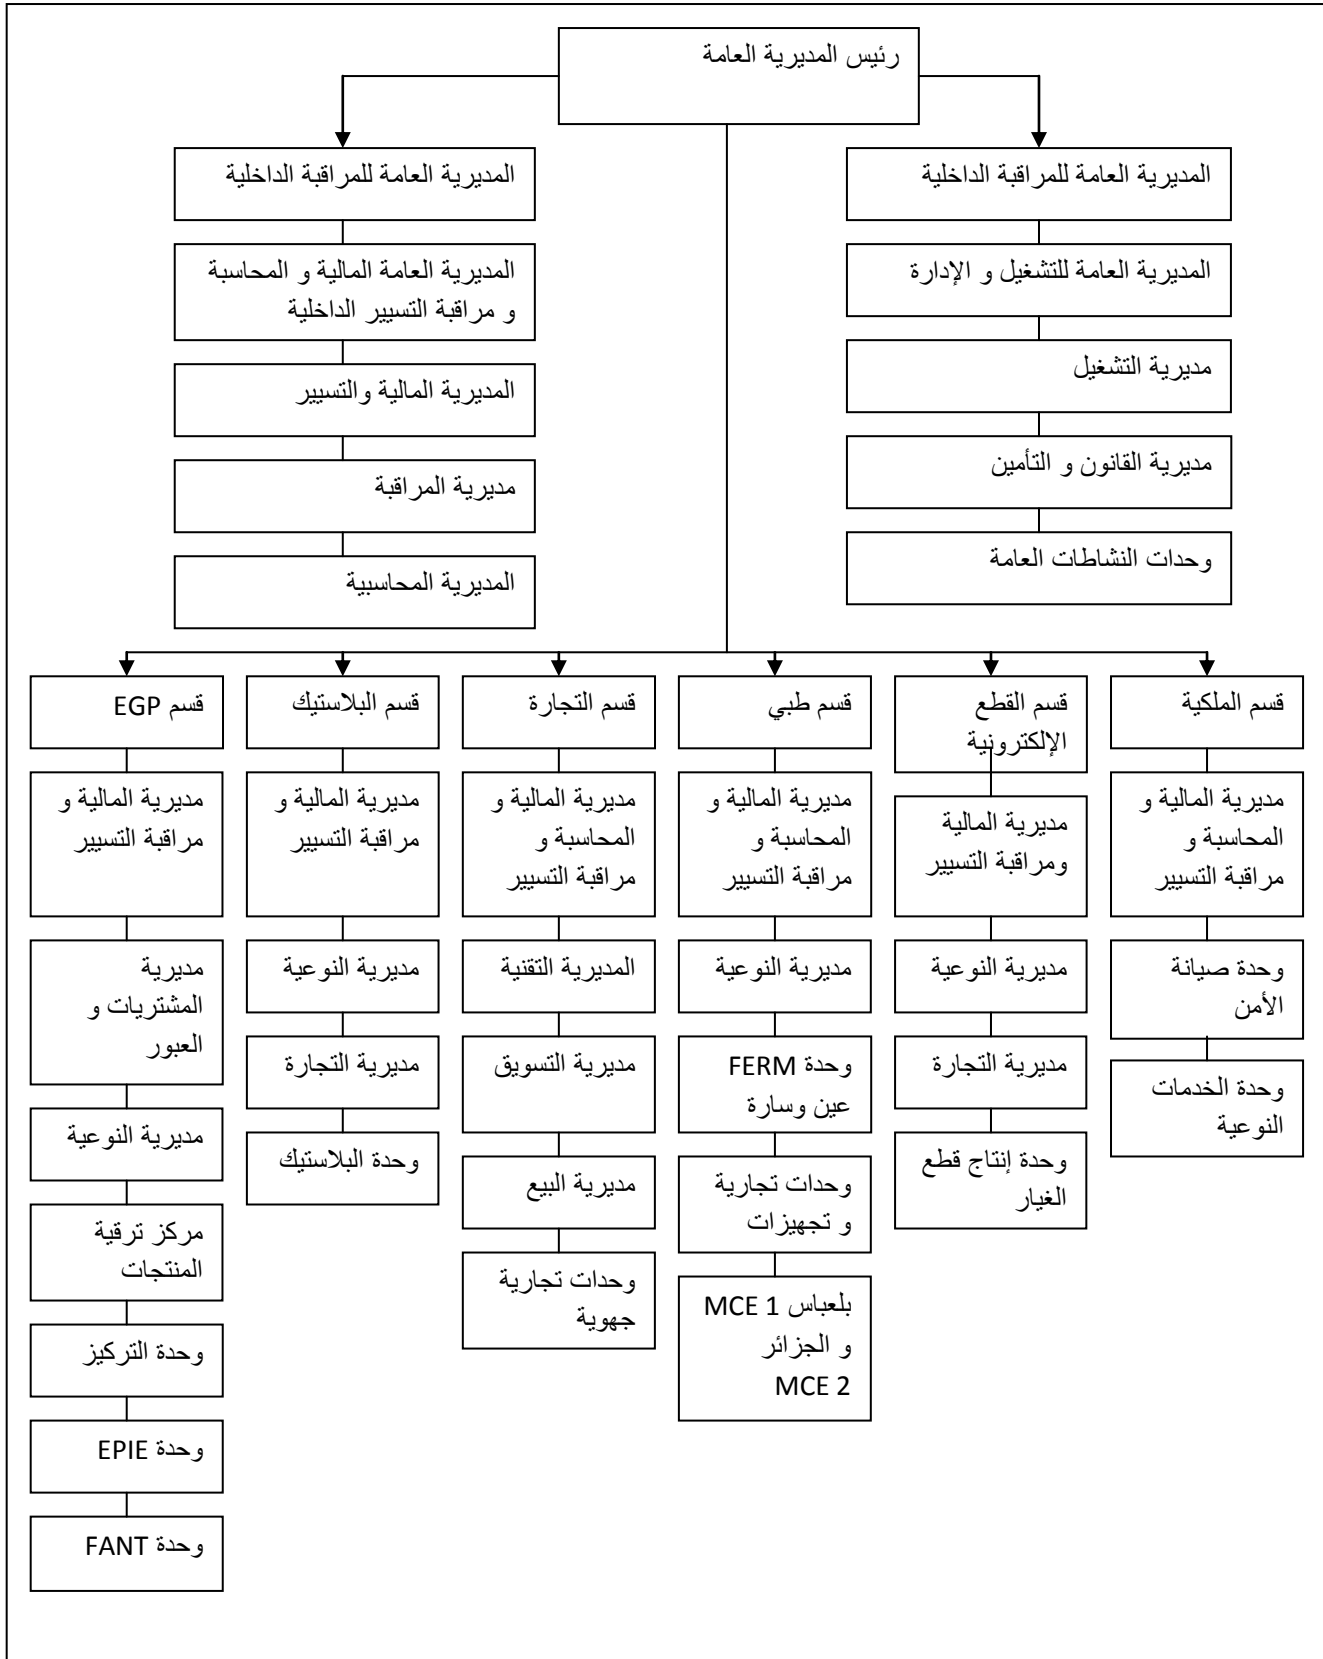 رئيس المديرية العامة
المديرية العامة للمراقبة الداخلية
المديرية العامة للتشغيل و الإدارة
مديرية التشغيل
مديرية القانون و التأمين
وحدات النشاطات العامة
المديرية العامة للمراقبة الداخلية
المديرية العامة المالية و المحاسبة
و مراقبة التسيير الداخلية
المديرية المالية والتسيير
مديرية المراقبة
المديرية المحاسبية
قسم الملكية
مديرية المالية و
المحاسبة و
مراقبة التسيير
وحدة صيانة
الأمن
وحدة الخدمات
النوعية
قسم القطع
الإلكترونية
مديرية المالية
ومراقبة التسيير
مديرية النوعية
مديرية التجارة
وحدة إنتاج قطع
الغيار
قسم طبي
مديرية المالية و
المحاسبة و
مراقبة التسيير
مديرية النوعية
وحدة FERM
عين وسارة
وحدات تجارية
و تجهيزات
بلعباس MCE 1
و الجزائر
MCE 2
قسم التجارة
مديرية المالية و
المحاسبة و
مراقبة التسيير
المديرية التقنية
مديرية التسويق
مديرية البيع
وحدات تجارية
جهوية
قسم البلاستيك
مديرية المالية و
مراقبة التسيير
مديرية النوعية
مديرية التجارة
وحدة البلاستيك
قسم EGP
مديرية المالية و
مراقبة التسيير
مديرية
المشتريات و
العبور
مديرية النوعية
مركز ترقية
المنتجات
وحدة التركيز
وحدة EPIE
وحدة FANT